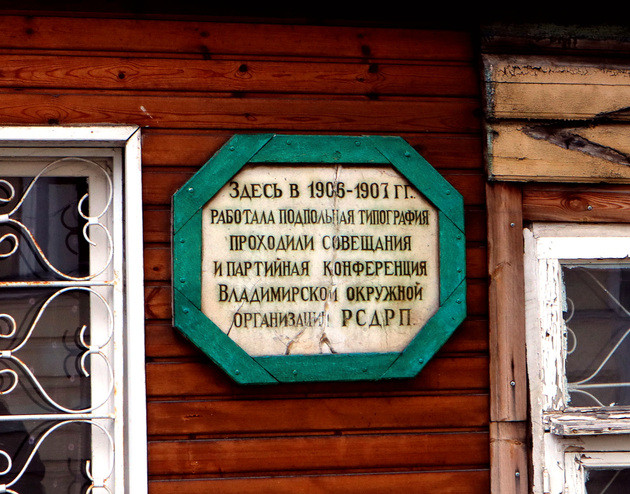 Здесь в 1906-1907 гг.
работала подпольная типография
проходили совещания
и партийная конференция
Владимирской окружной
организации РСДРП